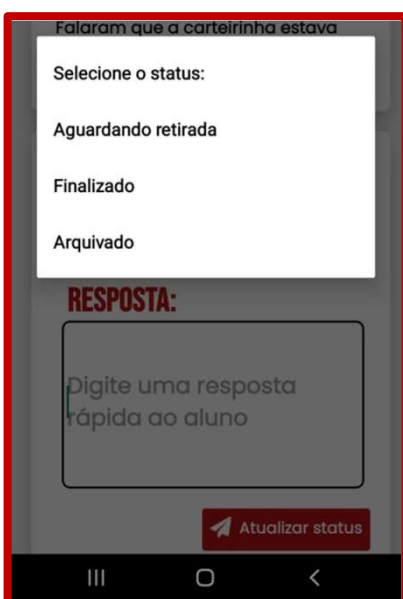 Falaram que a carteirinha estava
Selecione o status:
Aguardando retirada
Finalizado
Arquivado
RESPOSTA:
Digite uma resposta
rápida ao aluno
Atualizar status